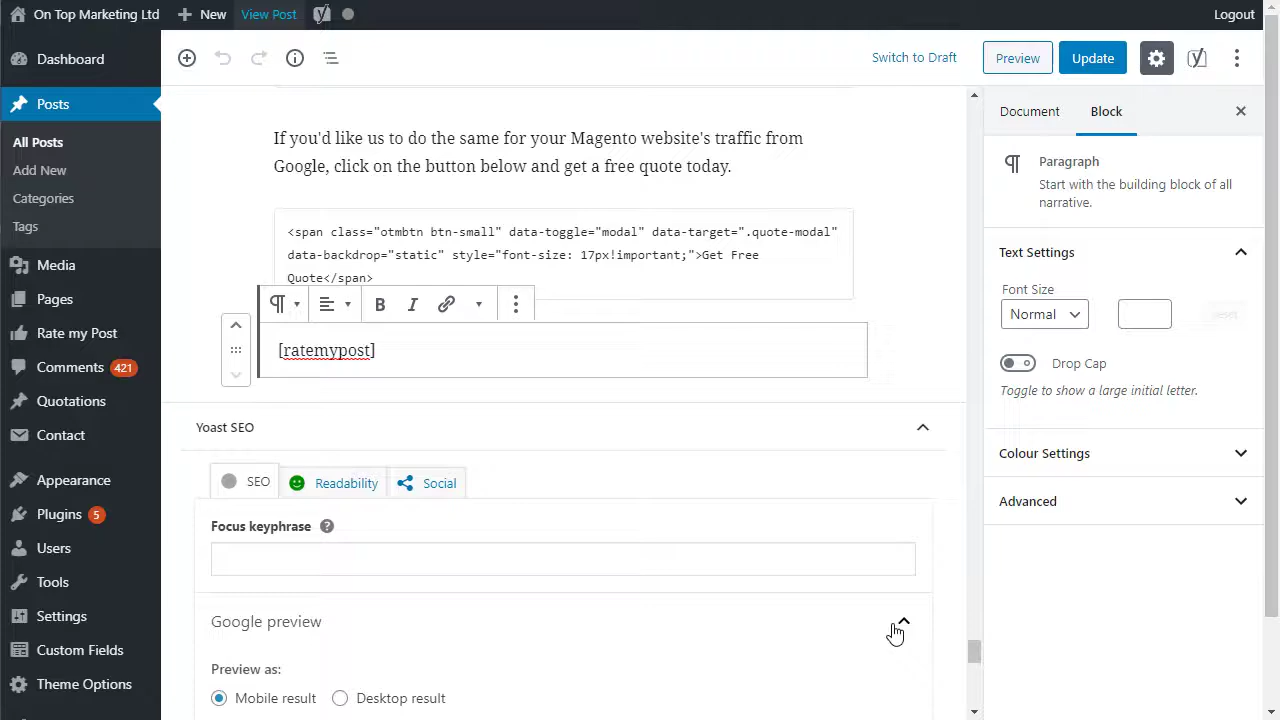 On Top Marketing Ltd
New
View Post
Logout
Dashboard
Posts
All Posts
Add New
Categories
Tags
Media
Pages
Rate my Post
Comments 421
Quotations
Contact
Appearance
Plugins 5
Users
Tools
Settings
Custom Fields
Theme Options
Switch to Draft
Preview
Update
If you'd like us to do the same for your Magento website's traffic from
Google, click on the button below and get a free quote today.
<span class="otmbtn btn-small" data-toggle="modal" data-target=".quote-modal"
data-backdrop="static" style="font-size: 17px!important;">Get Free
Quote</span>
B I
[ratemypost]
Yoast SEO
SEO
Readability
Social
Focus keyphrase ?
Google preview
Preview as:
Mobile result
Desktop result
Document
Block
Paragraph
Start with the building block of all
narrative.
Text Settings
Font Size
Normal
Reset
Drop Cap
Toggle to show a large initial letter.
Colour Settings
Advanced